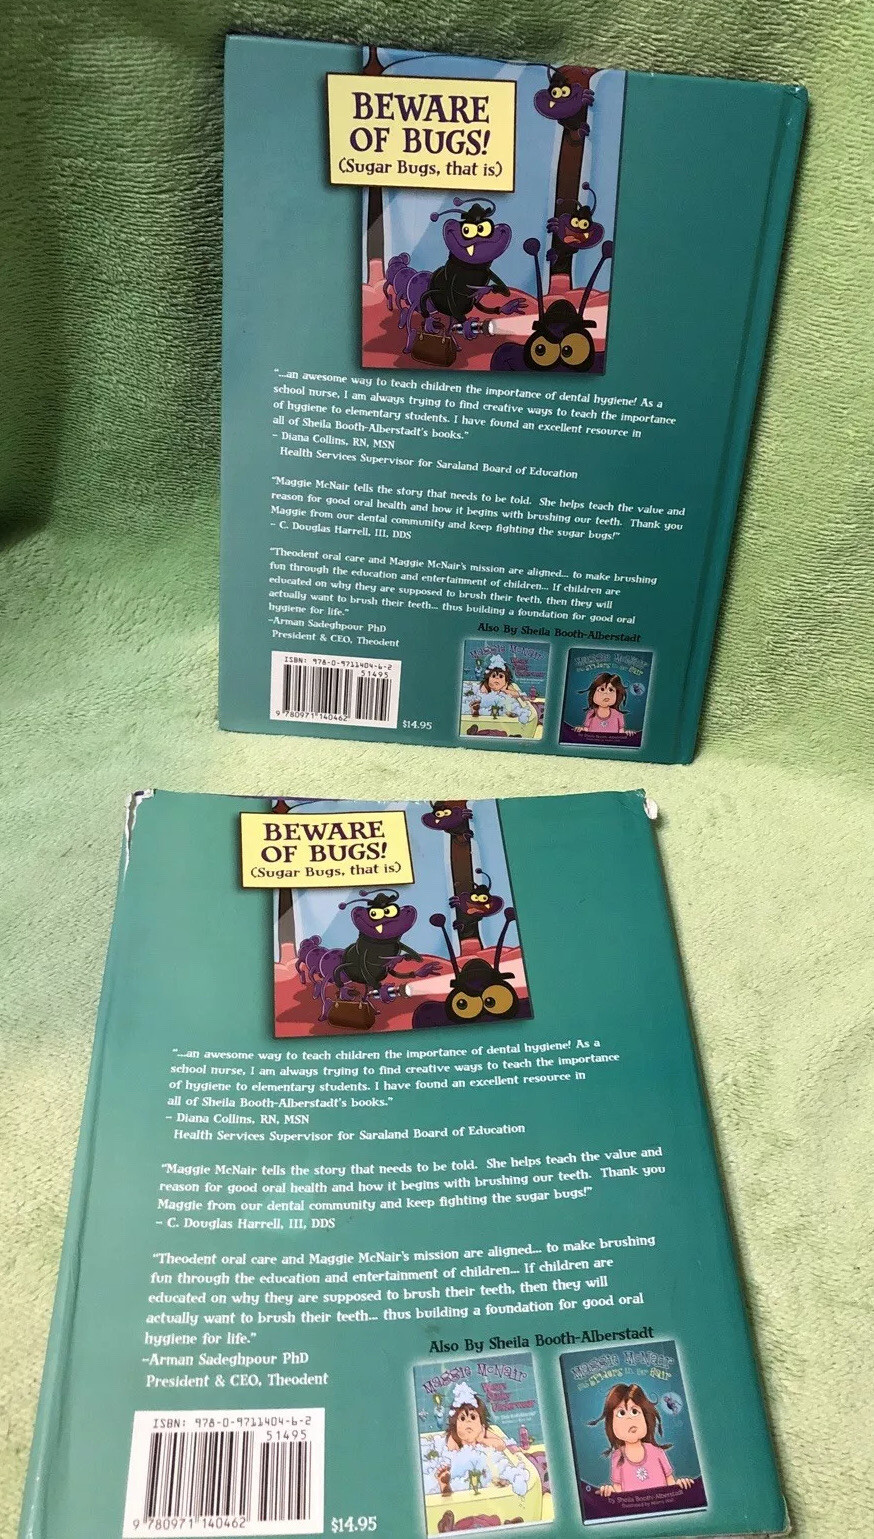 BEWARE
OF BUGS!
(Sugar Bugs, that is.)
"...an awesome way to teach children the importance of dental hygiene! As a
school nurse, I am always trying to find creative ways to teach the importance
of hygiene to elementary students. I have found an excellent resource in
all of Sheila Booth-Alberstadt's books."
- Diana Collins, RN, MSN
Health Services Supervisor for Saraland Board of Education
"Maggie McNair tells the story that needs to be told. She helps teach the value and
reason for good oral health and how it begins with brushing our teeth. Thank you
Maggie from our dental community and keep fighting the sugar bugs!"
- C. Douglas Harrell, III, DDS
"Theodent oral care and Maggie McNair's mission are aligned... to make brushing
fun through the education and entertainment of children... If children are
educated on why they are supposed to brush their teeth, then they will
actually want to brush their teeth... thus building a foundation for good oral
hygiene for life."
-Arman Sadeghpour PhD
President & CEO, Theodent
Also By Sheila Booth-Alberstadt
Maggie McNair
Maggie McNair
ISBN: 978-0-9711404-6-2
51495
9 780971 140462
$14.95
BEWARE
OF BUGS!
(Sugar Bugs, that is.)
"...an awesome way to teach children the importance of dental hygiene! As a
school nurse, I am always trying to find creative ways to teach the importance
of hygiene to elementary students. I have found an excellent resource in
all of Sheila Booth-Alberstadt's books."
- Diana Collins, RN, MSN
Health Services Supervisor for Saraland Board of Education
"Maggie McNair tells the story that needs to be told. She helps teach the value and
reason for good oral health and how it begins with brushing our teeth. Thank you
Maggie from our dental community and keep fighting the sugar bugs!"
- C. Douglas Harrell, III, DDS
"Theodent oral care and Maggie McNair's mission are aligned... to make brushing
fun through the education and entertainment of children... If children are
educated on why they are supposed to brush their teeth, then they will
actually want to brush their teeth... thus building a foundation for good oral
hygiene for life."
-Arman Sadeghpour PhD
President & CEO, Theodent
Also By Sheila Booth-Alberstadt
Maggie McNair
Maggie McNair
by Sheila Booth-Alberstadt
ISBN: 978-0-9711404-6-2
51495
9 780971 140462
$14.95